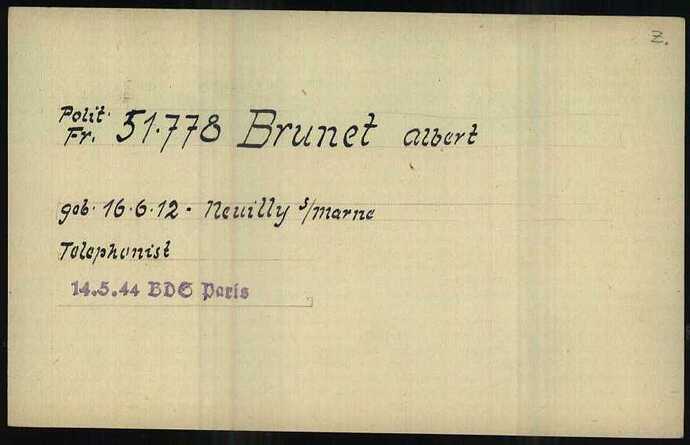 Z.
Polit.
Fr. 51.778 Brunet Albert
geb. 16.6.12 - Neuilly s/Marne
Telephonist
14.5.44 BDS Paris